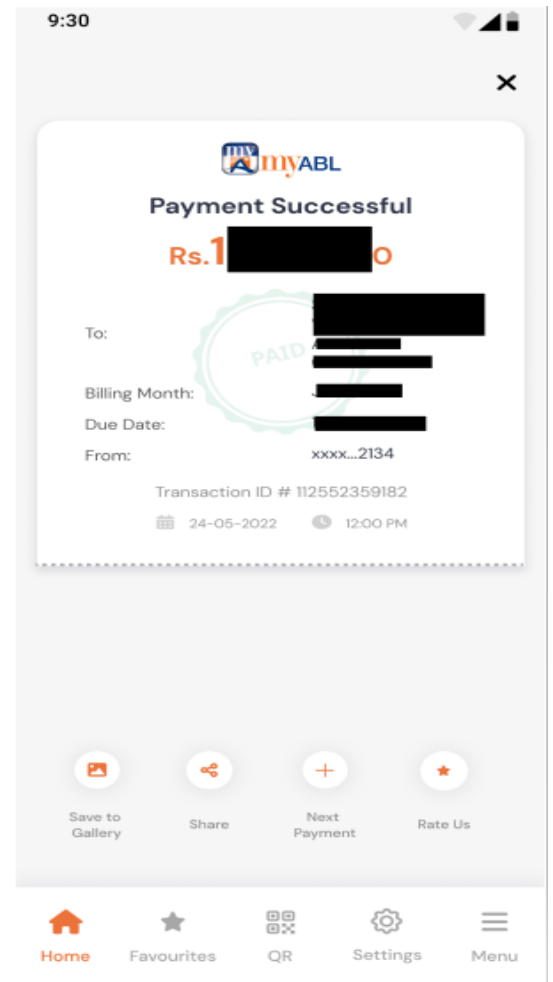 9:30
myABL
Payment Successful
Rs.1
To:
PAID
Billing Month:
Due Date:
From: xxxx...2134
Transaction ID # 112552359182
24-05-2022 12:00 PM
Save to Gallery
Share
Next Payment
Rate Us
Home Favourites QR Settings Menu